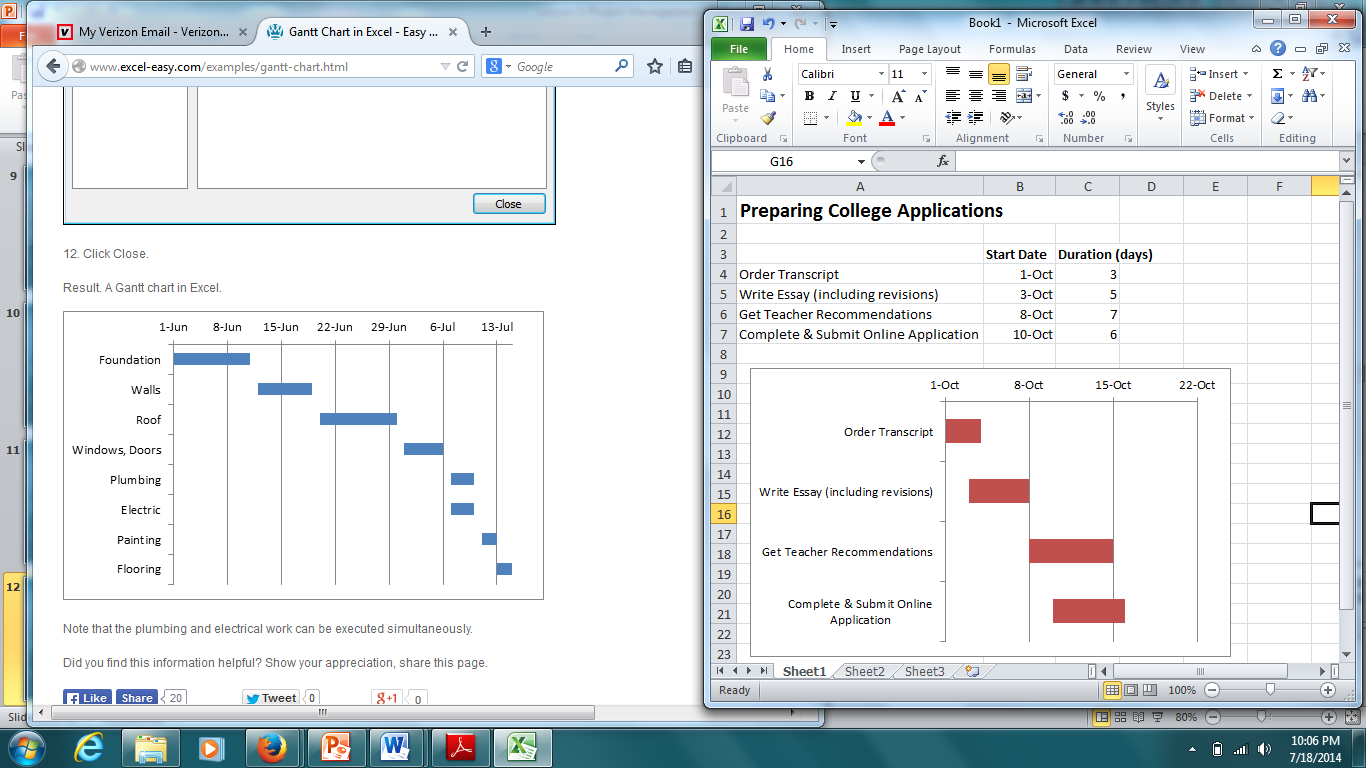 My Verizon Email - Verizon...
Gantt Chart in Excel - Easy ...
www.excel-easy.com/examples/gantt-chart.html
Google
Close
12. Click Close.
Result. A Gantt chart in Excel.
1-Jun 8-Jun 15-Jun 22-Jun 29-Jun 6-Jul 13-Jul
Foundation
Walls
Roof
Windows, Doors
Plumbing
Electric
Painting
Flooring
Note that the plumbing and electrical work can be executed simultaneously.
Did you find this information helpful? Show your appreciation, share this page.
Like Share 20 Tweet 0 +1 0
9
10
11
12
Book1 - Microsoft Excel
File Home Insert Page Layout Formulas Data Review View
Calibri 11 General
Paste
B I U A A
Styles
Insert
Delete
Format
Clipboard Font Alignment Number Cells Editing
G16 fx
A B C D E F
1 Preparing College Applications
2
3 Start Date Duration (days)
4 Order Transcript 1-Oct 3
5 Write Essay (including revisions) 3-Oct 5
6 Get Teacher Recommendations 8-Oct 7
7 Complete & Submit Online Application 10-Oct 6
8
9
10
11
12
13
14
15
16
17
18
19
20
21
22
23
1-Oct 8-Oct 15-Oct 22-Oct
Order Transcript
Write Essay (including revisions)
Get Teacher Recommendations
Complete & Submit Online
Application
Sheet1 Sheet2 Sheet3
Ready 100%
Slid 80%
10:06 PM
7/18/2014